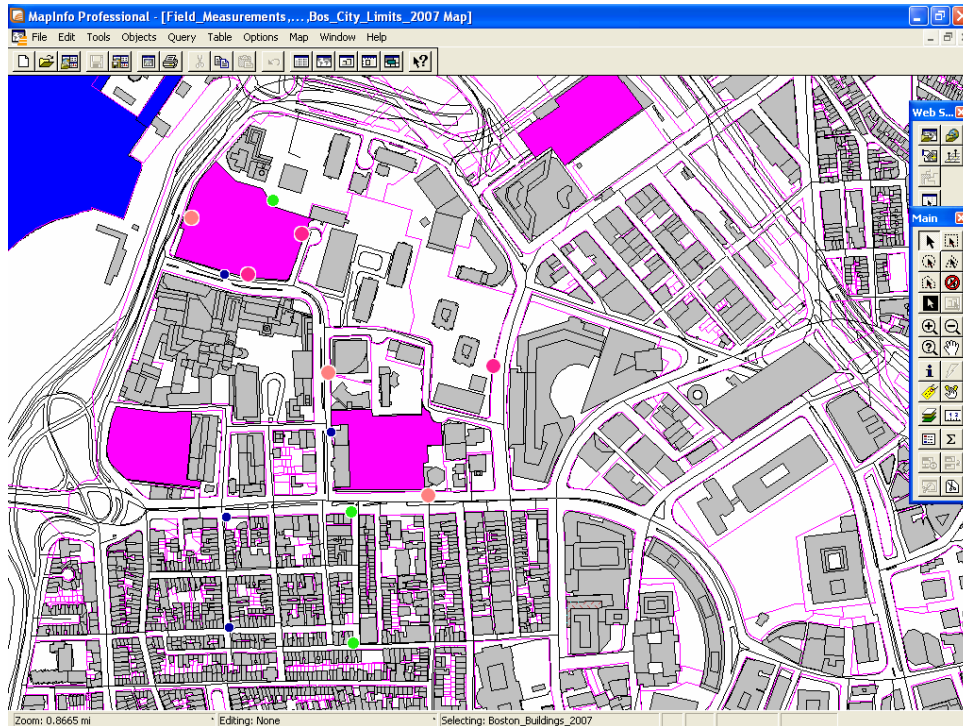 MapInfo Professional - [Field_Measurements,...,Bos_City_Limits_2007 Map]
File Edit Tools Objects Query Table Options Map Window Help
Web S...
Main
Zoom: 0.8665 mi
Editing: None
Selecting: Boston_Buildings_2007